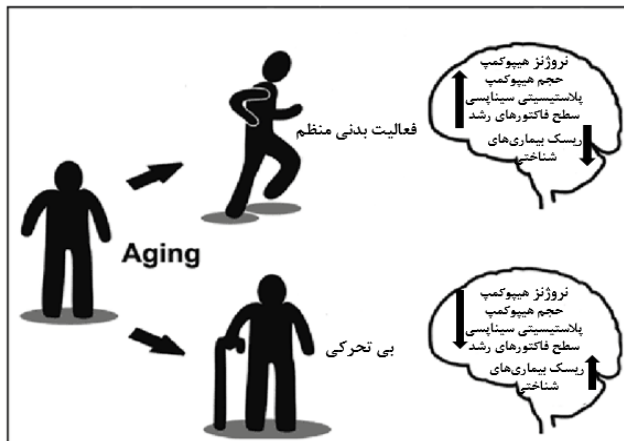 نروژنز هیپوکمپ
حجم هیپوکمپ
پلاستیسیتی سیناپسی
سطح فاکتورهای رشد
ریسک بیماری‌های
شناختی
فعالیت بدنی منظم
Aging
نروژنز هیپوکمپ
حجم هیپوکمپ
پلاستیسیتی سیناپسی
سطح فاکتورهای رشد
ریسک بیماری‌های
شناختی
بی تحرکی